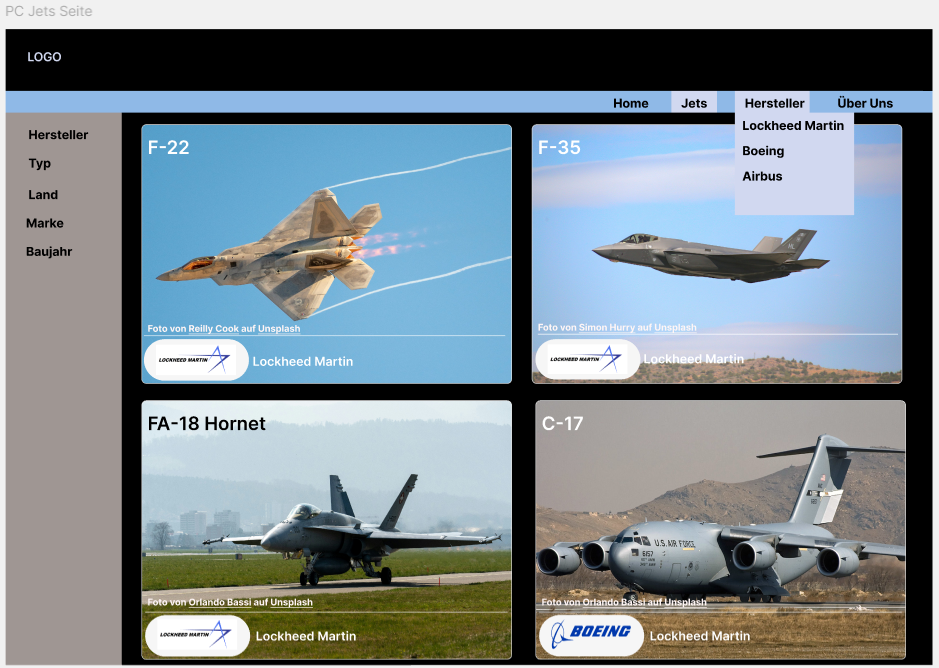 PC Jets Seite
LOGO
Home Jets Hersteller Über Uns
Lockheed Martin
Boeing
Airbus
Hersteller
Typ
Land
Marke
Baujahr
F-22
Foto von Reilly Cook auf Unsplash
LOCKHEED MARTIN
Lockheed Martin
F-35
HL
Foto von Simon Hurry auf Unsplash
LOCKHEED MARTIN
Lockheed Martin
FA-18 Hornet
Foto von Orlando Bassi auf Unsplash
LOCKHEED MARTIN
Lockheed Martin
C-17
U.S. AIR FORCE
6157
Foto von Orlando Bassi auf Unsplash
BOEING
Lockheed Martin